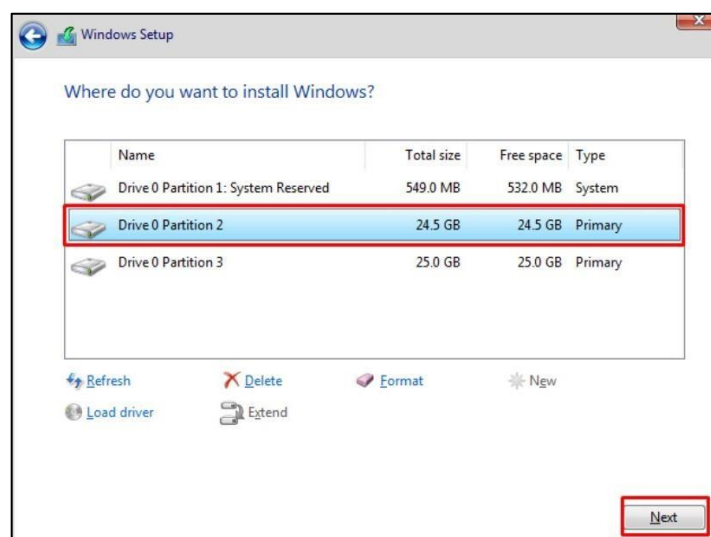 Windows Setup
Where do you want to install Windows?
Name Total size Free space Type
Drive 0 Partition 1: System Reserved 549.0 MB 532.0 MB System
Drive 0 Partition 2 24.5 GB 24.5 GB Primary
Drive 0 Partition 3 25.0 GB 25.0 GB Primary
Refresh Delete Format New
Load driver Extend
Next